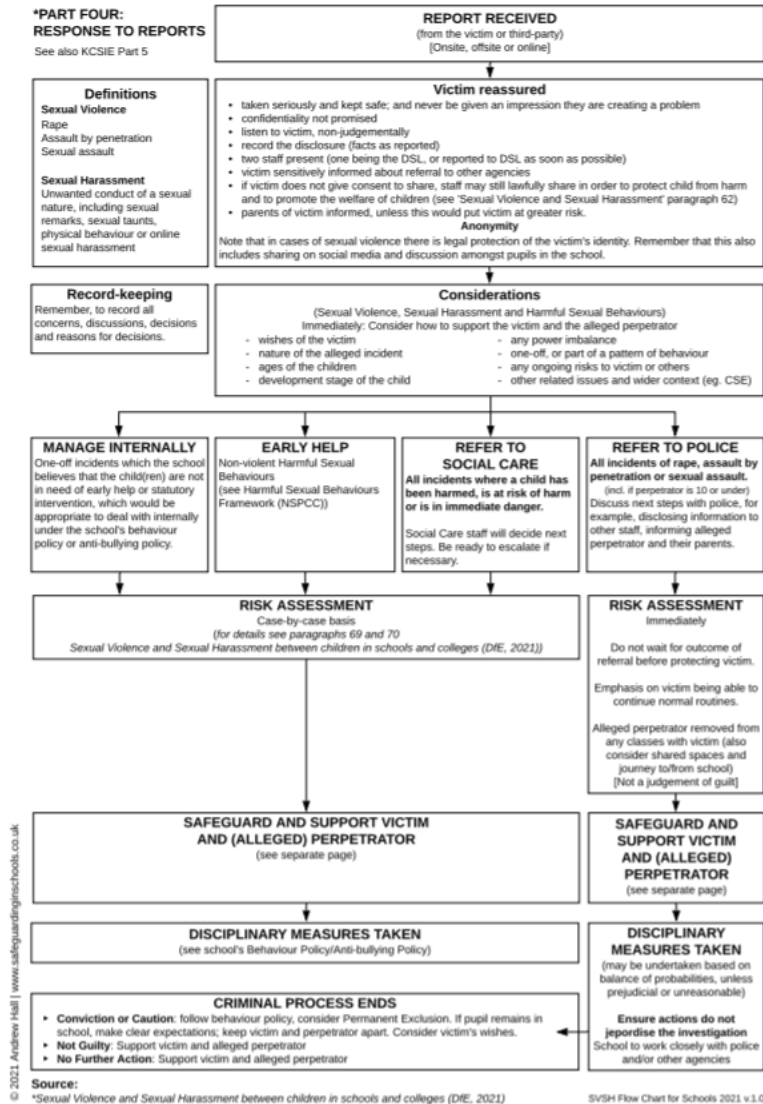 *PART FOUR:
RESPONSE TO REPORTS
See also KCSIE Part 5
REPORT RECEIVED
(from the victim or third-party)
[Onsite, offsite or online]
Definitions
Sexual Violence
Rape
Assault by penetration
Sexual assault
Sexual Harassment
Unwanted conduct of a sexual
nature, including sexual
remarks, sexual taunts,
physical behaviour or online
sexual harassment
Victim reassured
• taken seriously and kept safe; and never be given an impression they are creating a problem
• confidentiality not promised
• listen to victim, non-judgementally
• record the disclosure (facts as reported)
• two staff present (one being the DSL, or reported to DSL as soon as possible)
• victim sensitively informed about referral to other agencies
• if victim does not give consent to share, staff may still lawfully share in order to protect child from harm
and to promote the welfare of children (see 'Sexual Violence and Sexual Harassment' paragraph 62)
• parents of victim informed, unless this would put victim at greater risk.
Anonymity
Note that in cases of sexual violence there is legal protection of the victim's identity. Remember that this also
includes sharing on social media and discussion amongst pupils in the school.
Record-keeping
Remember, to record all
concerns, discussions, decisions
and reasons for decisions.
Considerations
(Sexual Violence, Sexual Harassment and Harmful Sexual Behaviours)
Immediately: Consider how to support the victim and the alleged perpetrator
- wishes of the victim
- nature of the alleged incident
- ages of the children
- development stage of the child
- any power imbalance
- one-off, or part of a pattern of behaviour
- any ongoing risks to victim or others
- other related issues and wider context (eg. CSE)
MANAGE INTERNALLY
One-off incidents which the school
believes that the child(ren) are not
in need of early help or statutory
intervention, which would be
appropriate to deal with internally
under the school's behaviour
policy or anti-bullying policy.
EARLY HELP
Non-violent Harmful Sexual
Behaviours
(see Harmful Sexual Behaviours
Framework (NSPCC))
REFER TO
SOCIAL CARE
All incidents where a child has
been harmed, is at risk of harm
or is in immediate danger.
Social Care staff will decide next
steps. Be ready to escalate if
necessary.
REFER TO POLICE
All incidents of rape, assault by
penetration or sexual assault.
(incl. if perpetrator is 10 or under)
Discuss next steps with police, for
example, disclosing information to
other staff, informing alleged
perpetrator and their parents.
RISK ASSESSMENT
Case-by-case basis
(for details see paragraphs 69 and 70
Sexual Violence and Sexual Harassment between children in schools and colleges (DfE, 2021))
RISK ASSESSMENT
Immediately
Do not wait for outcome of
referral before protecting victim.
Emphasis on victim being able to
continue normal routines.
Alleged perpetrator removed from
any classes with victim (also
consider shared spaces and
journey to/from school)
[Not a judgement of guilt]
SAFEGUARD AND SUPPORT VICTIM
AND (ALLEGED) PERPETRATOR
(see separate page)
SAFEGUARD AND
SUPPORT VICTIM
AND (ALLEGED)
PERPETRATOR
(see separate page)
DISCIPLINARY MEASURES TAKEN
(see school's Behaviour Policy/Anti-bullying Policy)
DISCIPLINARY
MEASURES TAKEN
(may be undertaken based on
balance of probabilities, unless
prejudicial or unreasonable)
Ensure actions do not
jepordise the investigation
School to work closely with police
and/or other agencies
CRIMINAL PROCESS ENDS
▸ Conviction or Caution: follow behaviour policy, consider Permanent Exclusion. If pupil remains in
school, make clear expectations; keep victim and perpetrator apart. Consider victim's wishes.
▸ Not Guilty: Support victim and alleged perpetrator
▸ No Further Action: Support victim and alleged perpetrator
© 2021 Andrew Hall | www.safeguardinginschools.co.uk
Source:
*Sexual Violence and Sexual Harassment between children in schools and colleges (DfE, 2021)
SVSH Flow Chart for Schools 2021 v.1.0